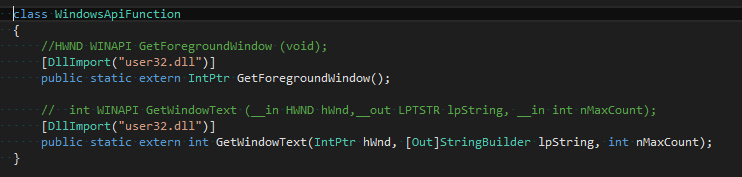 class WindowsApiFunction
{
//HWND WINAPI GetForegroundWindow (void);
[DllImport("user32.dll")]
public static extern IntPtr GetForegroundWindow();
//  int WINAPI GetWindowText (__in HWND hWnd,__out LPTSTR lpString, __in int nMaxCount);
[DllImport("user32.dll")]
public static extern int GetWindowText(IntPtr hWnd, [Out]StringBuilder lpString, int nMaxCount);
}